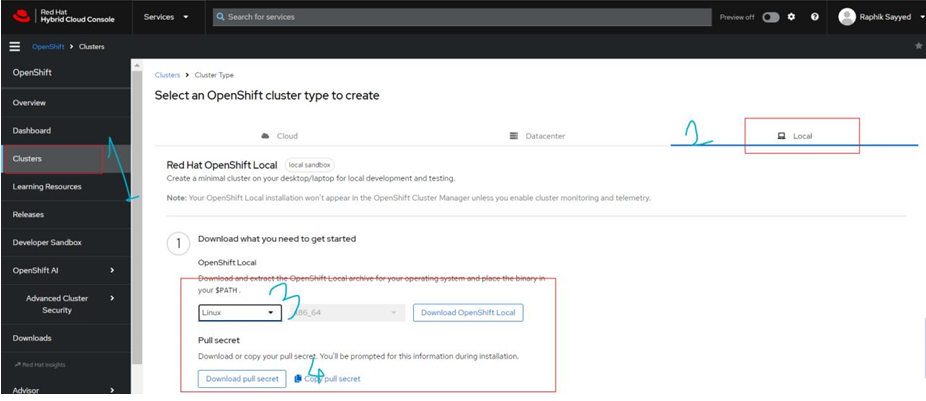 Red Hat
Hybrid Cloud Console
Services
Search for services
Preview off
Raphik Sayyed
OpenShift > Clusters
OpenShift
Overview
Dashboard
Clusters
Learning Resources
Releases
Developer Sandbox
OpenShift AI
Advanced Cluster
Security
Downloads
Red Hat Insights
Advisor
1
Clusters > Cluster Type
Select an OpenShift cluster type to create
Cloud
Datacenter
2
Local
Red Hat OpenShift Local local sandbox
Create a minimal cluster on your desktop/laptop for local development and testing.
Note: Your OpenShift Local installation won't appear in the OpenShift Cluster Manager unless you enable cluster monitoring and telemetry.
1 Download what you need to get started
OpenShift Local
Download and extract the OpenShift Local archive for your operating system and place the binary in
your $PATH .
Linux
3
x86_64
Download OpenShift Local
Pull secret
Download or copy your pull secret. You'll be prompted for this information during installation.
4
Download pull secret
Copy pull secret